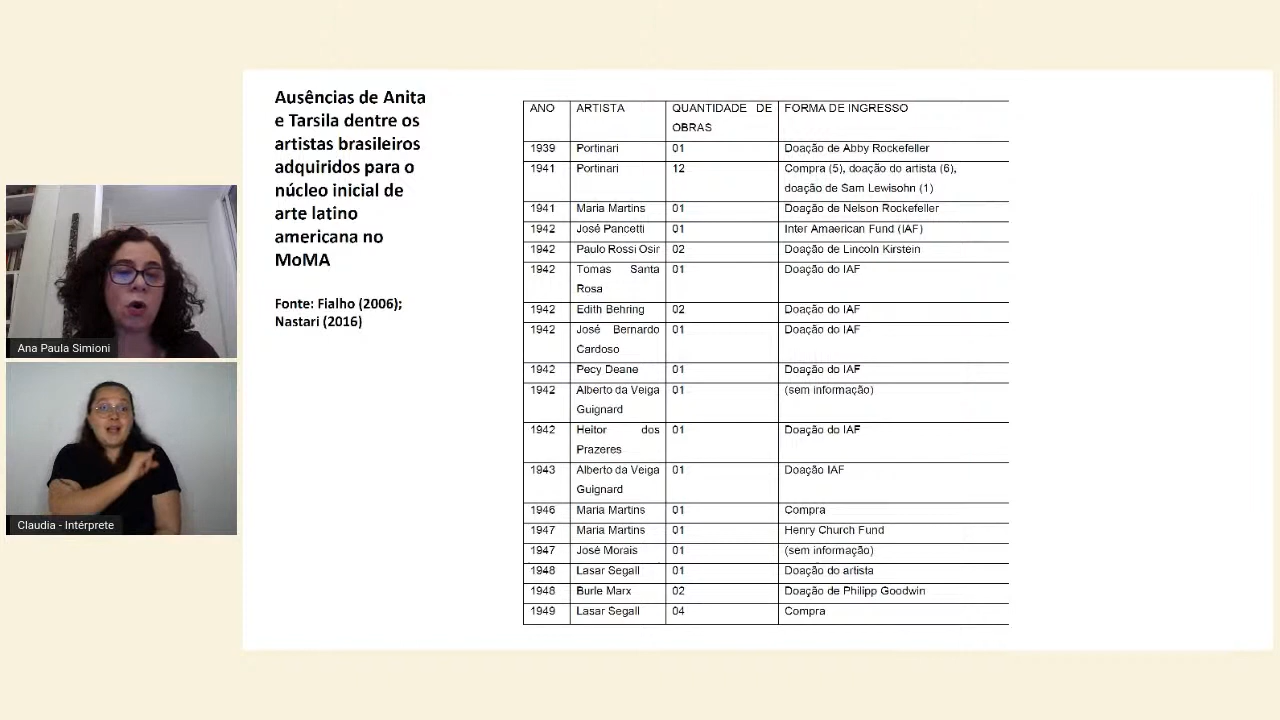 Ausências de Anita
e Tarsila dentre os
artistas brasileiros
adquiridos para o
núcleo inicial de
arte latino
americana no
MoMA
Fonte: Fialho (2006);
Nastari (2016)
ANO ARTISTA QUANTIDADE DE FORMA DE INGRESSO
OBRAS
1939 Portinari 01 Doação de Abby Rockefeller
1941 Portinari 12 Compra (5), doação do artista (6),
doação de Sam Lewisohn (1)
1941 Maria Martins 01 Doação de Nelson Rockefeller
1942 José Pancetti 01 Inter Amaerican Fund (IAF)
1942 Paulo Rossi Osir 02 Doação de Lincoln Kirstein
1942 Tomas Santa 01 Doação do IAF
Rosa
1942 Edith Behring 02 Doação do IAF
1942 José Bernardo 01 Doação do IAF
Cardoso
1942 Pecy Deane 01 Doação do IAF
1942 Alberto da Veiga 01 (sem informação)
Guignard
1942 Heitor dos 01 Doação do IAF
Prazeres
1943 Alberto da Veiga 01 Doação IAF
Guignard
1946 Maria Martins 01 Compra
1947 Maria Martins 01 Henry Church Fund
1947 José Morais 01 (sem informação)
1948 Lasar Segall 01 Doação do artista
1948 Burle Marx 02 Doação de Philipp Goodwin
1949 Lasar Segall 04 Compra
Ana Paula Simioni
Claudia - Intérprete